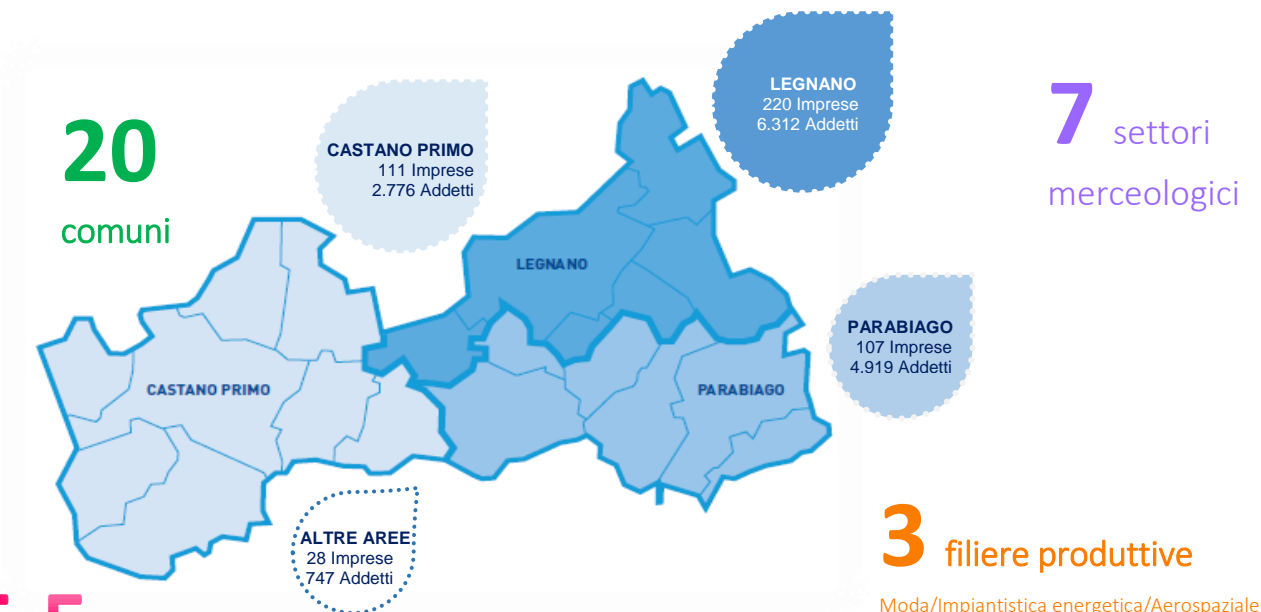 20
comuni
CASTANO PRIMO
111 Imprese
2.776 Addetti
LEGNANO
220 Imprese
6.312 Addetti
7 settori
merceologici
LEGNANO
PARABIAGO
107 Imprese
4.919 Addetti
CASTANO PRIMO
PARABIAGO
ALTRE AREE
28 Imprese
747 Addetti
3 filiere produttive
Moda/Impiantistica energetica/Aerospaziale